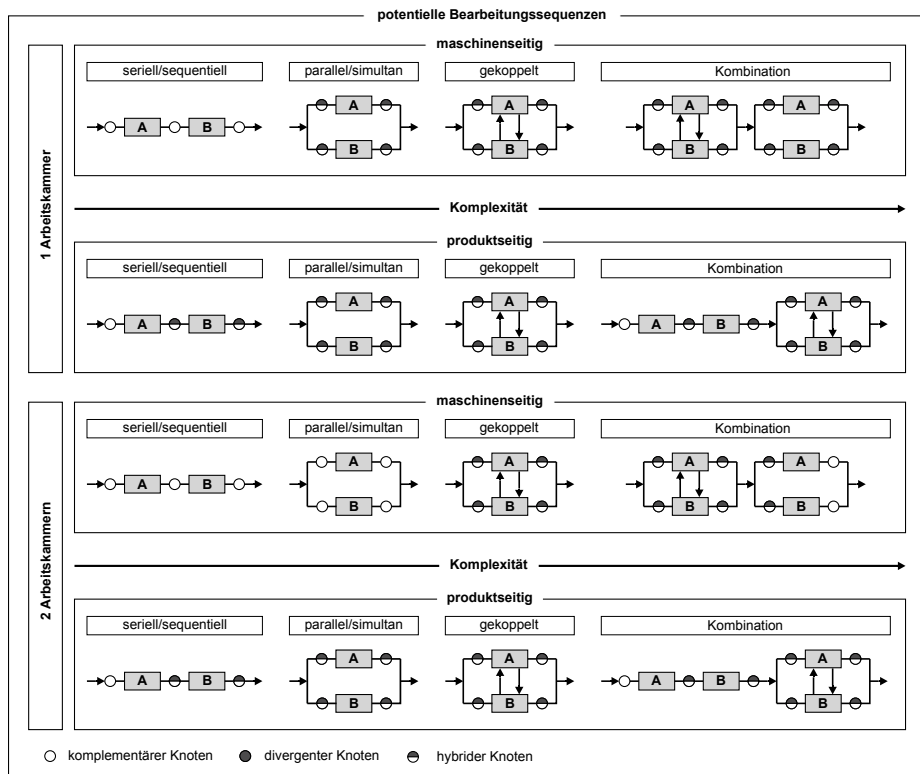 potentielle Bearbeitungssequenzen
1 Arbeitskammer
maschinenseitig
seriell/sequentiell parallel/simultan gekoppelt Kombination
A B A A A A
B B B B
Komplexität
produktseitig
seriell/sequentiell parallel/simultan gekoppelt Kombination
A B A A A B A
B B B
2 Arbeitskammern
maschinenseitig
seriell/sequentiell parallel/simultan gekoppelt Kombination
A B A A A A
B B B B
Komplexität
produktseitig
seriell/sequentiell parallel/simultan gekoppelt Kombination
A B A A A B A
B B B
komplementärer Knoten divergenter Knoten hybrider Knoten